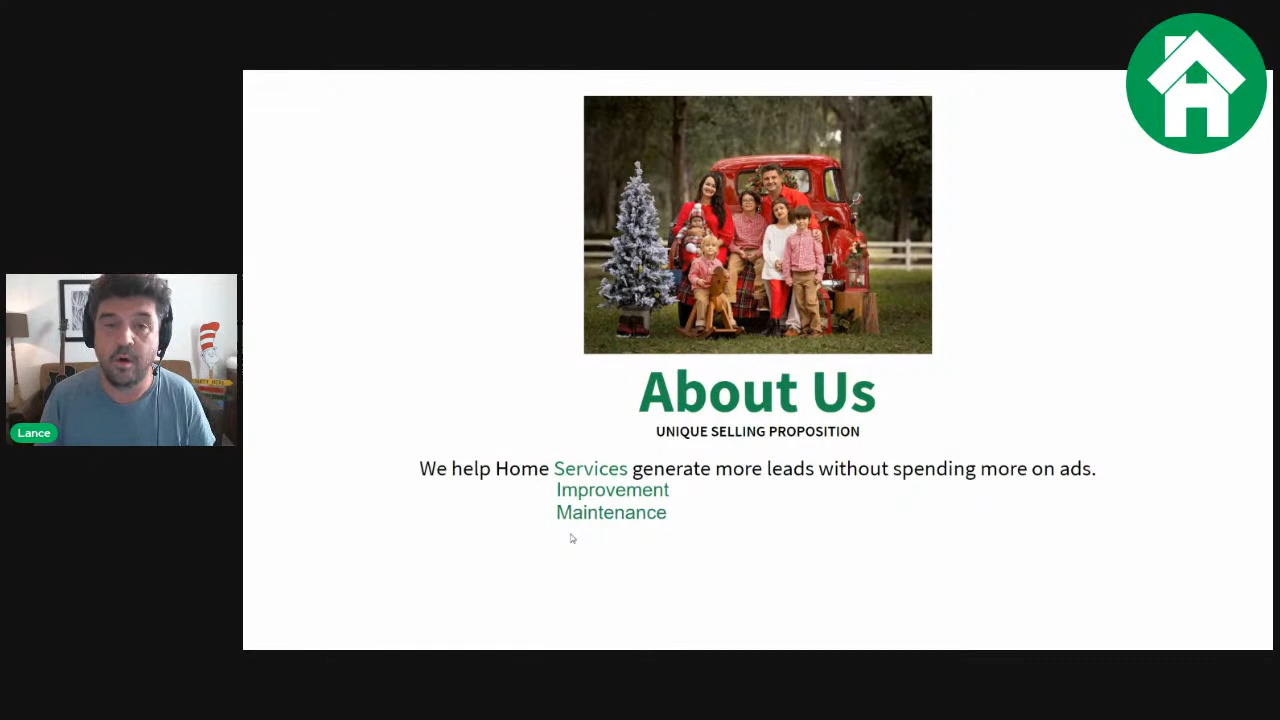 About Us
UNIQUE SELLING PROPOSITION
We help Home Services generate more leads without spending more on ads.
Improvement
Maintenance
Lance